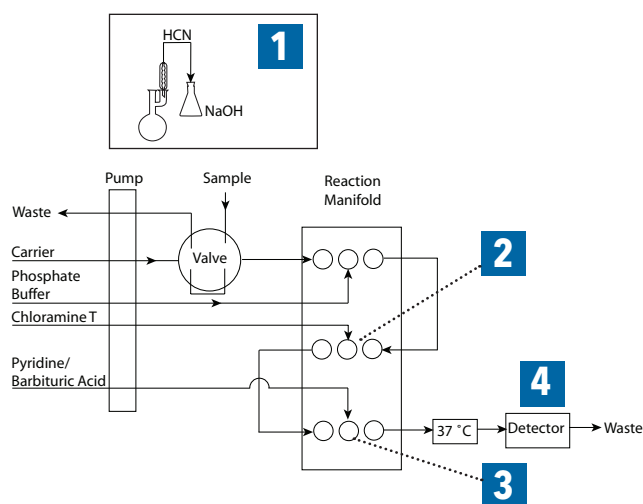 1
HCN
NaOH
Pump
Sample
Reaction
Manifold
Waste
Carrier
Valve
Phosphate
Buffer
2
Chloramine T
Pyridine/
Barbituric Acid
4
37 ˚C
Detector
Waste
3